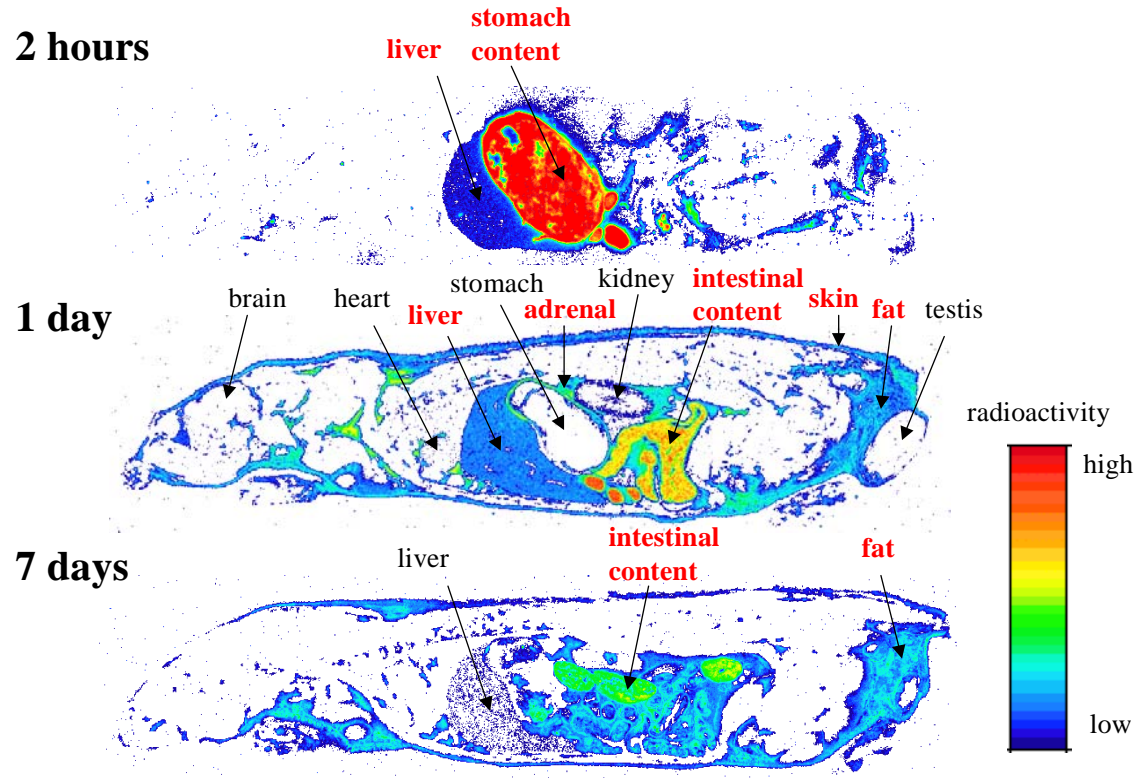 2 hours
liver
stomach
content
1 day
brain
heart
liver
stomach
adrenal
kidney
intestinal
content
skin
fat
testis
radioactivity
high
low
7 days
liver
intestinal
content
fat